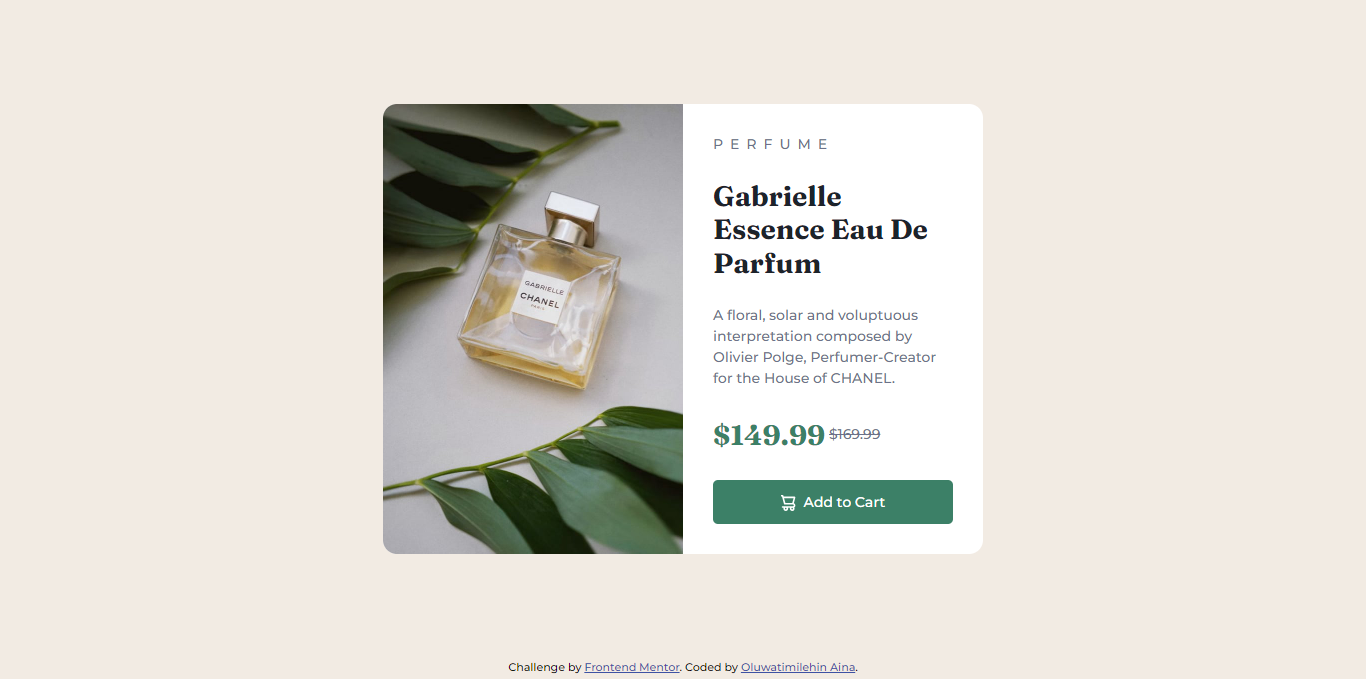 GABRIELLE
CHANEL
PARIS
PERFUME
Gabrielle
Essence Eau De
Parfum
A floral, solar and voluptuous
interpretation composed by
Olivier Polge, Perfumer-Creator
for the House of CHANEL.
$149.99 $169.99
Add to Cart
Challenge by Frontend Mentor. Coded by Oluwatimilehin Aina.